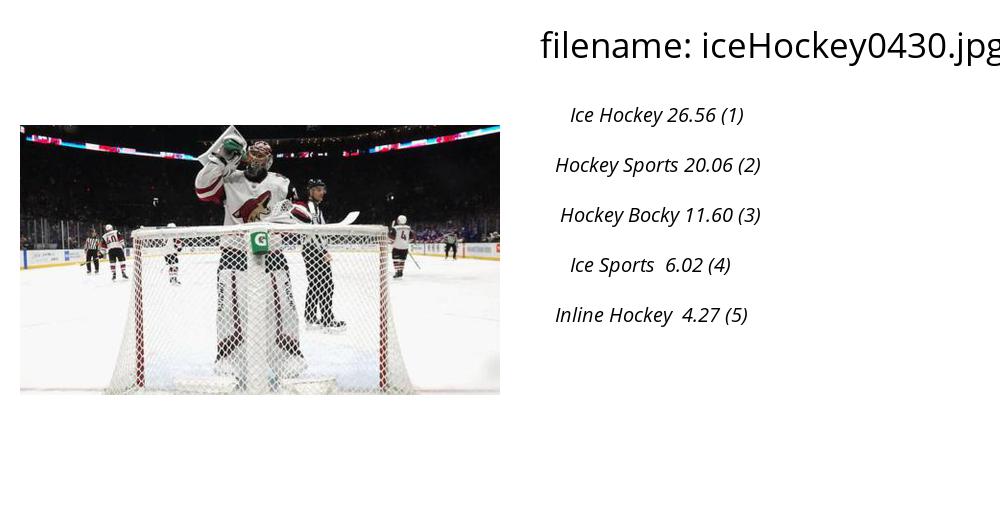 filename: iceHockey0430.jpg
Ice Hockey 26.56 (1)
Hockey Sports 20.06 (2)
Hockey Bocky 11.60 (3)
Ice Sports 6.02 (4)
Inline Hockey 4.27 (5)
G